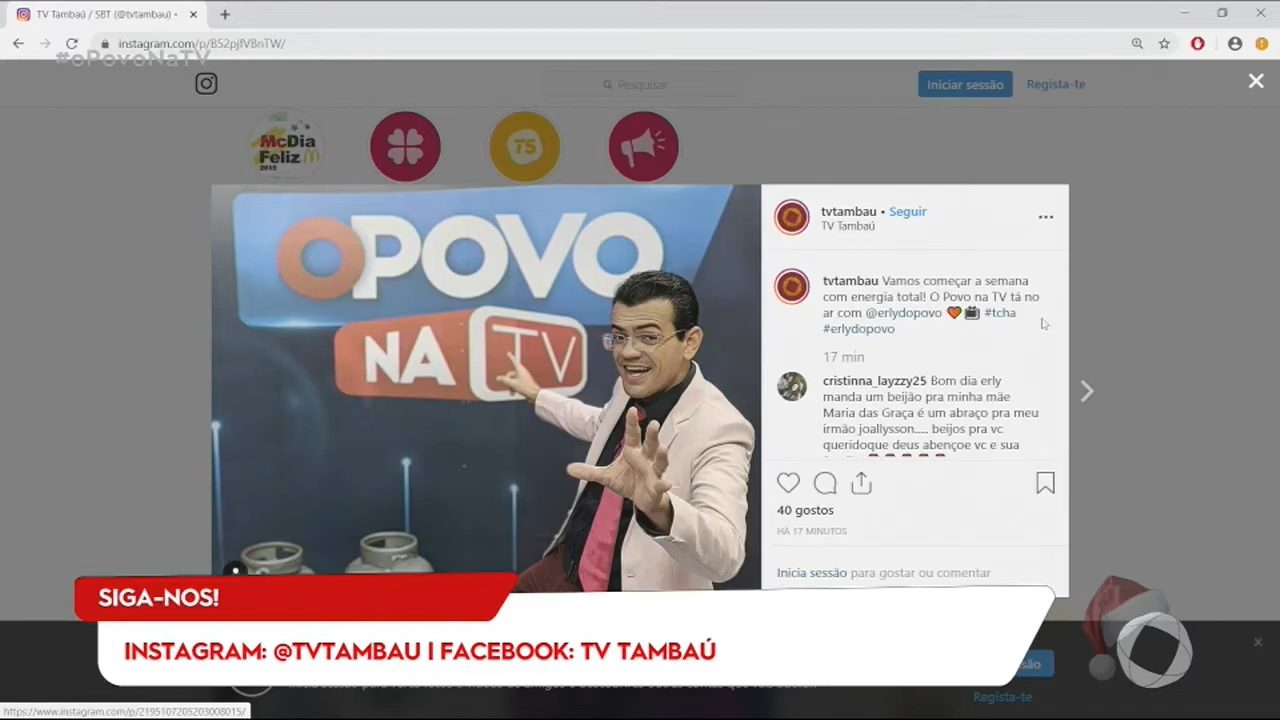 TV Tambaú / SBT (@tvtambau) •
instagram.com/p/B52pjfVBnTW/
#oPovoNaTV
Pesquisar
Iniciar sessão
Regista-te
McDia
Feliz
2019
75
OPOVO
NA TV
tvtambau • Seguir
TV Tambaú
tvtambau Vamos começar a semana
com energia total! O Povo na TV tá no
ar com @erlydopovo ❤️📺 #tcha
#erlydopovo
17 min
cristinna_layzzy25 Bom dia erly
manda um beijão pra minha mãe
Maria das Graça é um abraço pra meu
irmão joallysson..... beijos pra vc
queridoque deus abençoe vc e sua
40 gostos
HÁ 17 MINUTOS
Inicia sessão para gostar ou comentar
SIGA-NOS!
INSTAGRAM: @TVTAMBAU | FACEBOOK: TV TAMBAÚ
Regista-te
https://www.instagram.com/p/2195107205203008015/